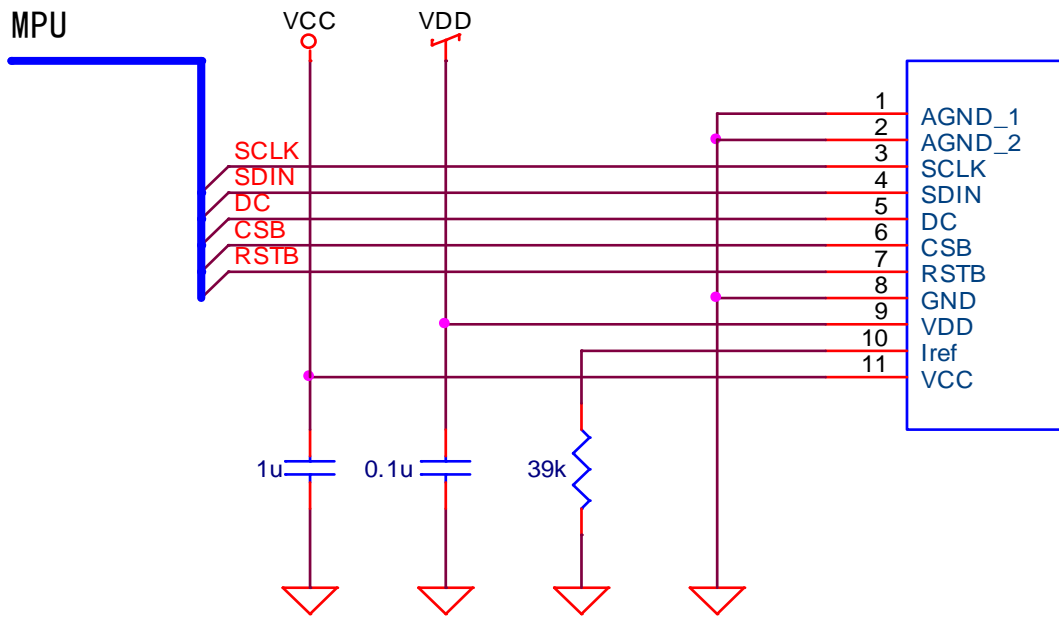 MPU
VCC
VDD
SCLK
SDIN
DC
CSB
RSTB
1 AGND_1
2 AGND_2
3 SCLK
4 SDIN
5 DC
6 CSB
7 RSTB
8 GND
9 VDD
10 Iref
11 VCC
1u
0.1u
39k